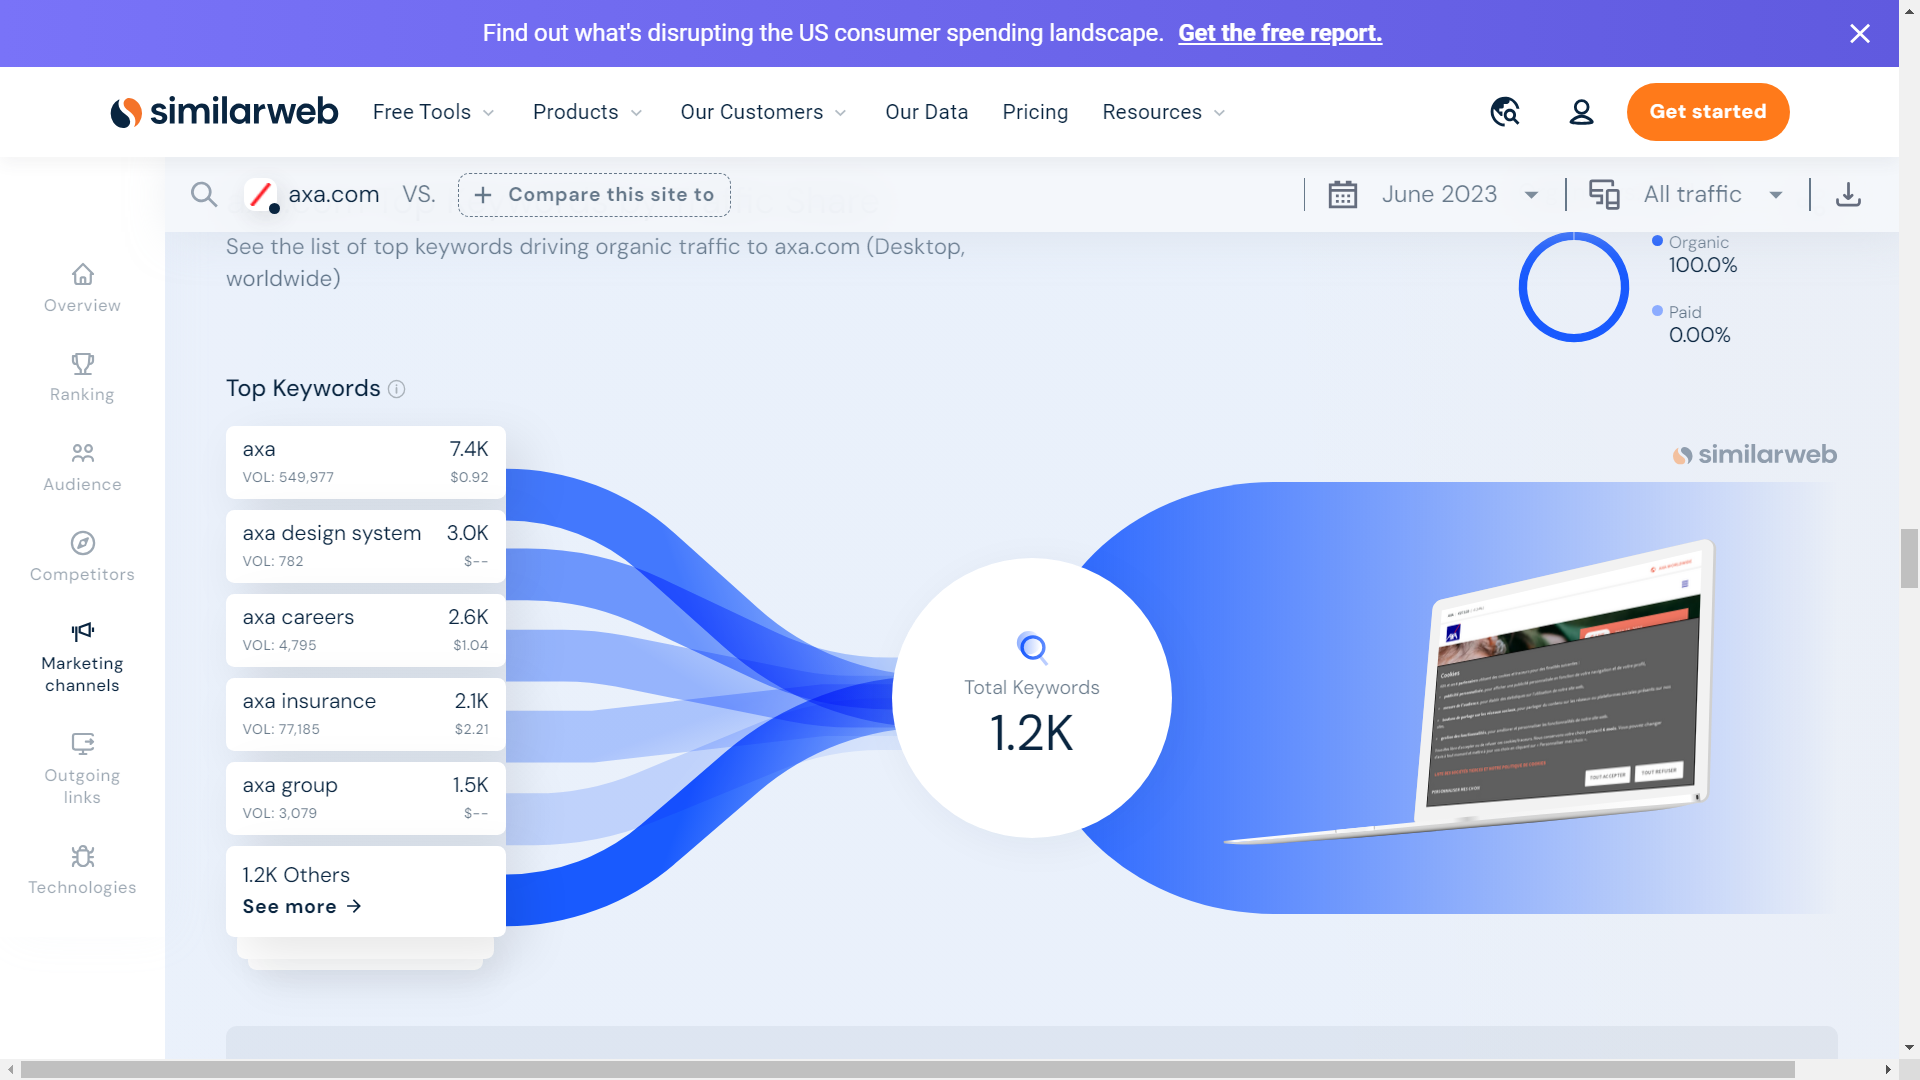 Find out what's disrupting the US consumer spending landscape. Get the free report.
similarweb
Free Tools
Products
Our Customers
Our Data
Pricing
Resources
Get started
axa.com
VS.
Compare this site to
June 2023
All traffic
See the list of top keywords driving organic traffic to axa.com (Desktop,
worldwide)
Organic
100.0%
Paid
0.00%
Overview
Ranking
Audience
Competitors
Marketing
channels
Outgoing
links
Technologies
Top Keywords
axa 7.4K
VOL: 549,977 $0.92
axa design system 3.0K
VOL: 782 $--
axa careers 2.6K
VOL: 4,795 $1.04
axa insurance 2.1K
VOL: 77,185 $2.21
axa group 1.5K
VOL: 3,079 $--
1.2K Others
See more
Total Keywords
1.2K
similarweb
AXA
Cookies
TOUT ACCEPTER
TOUT REFUSER